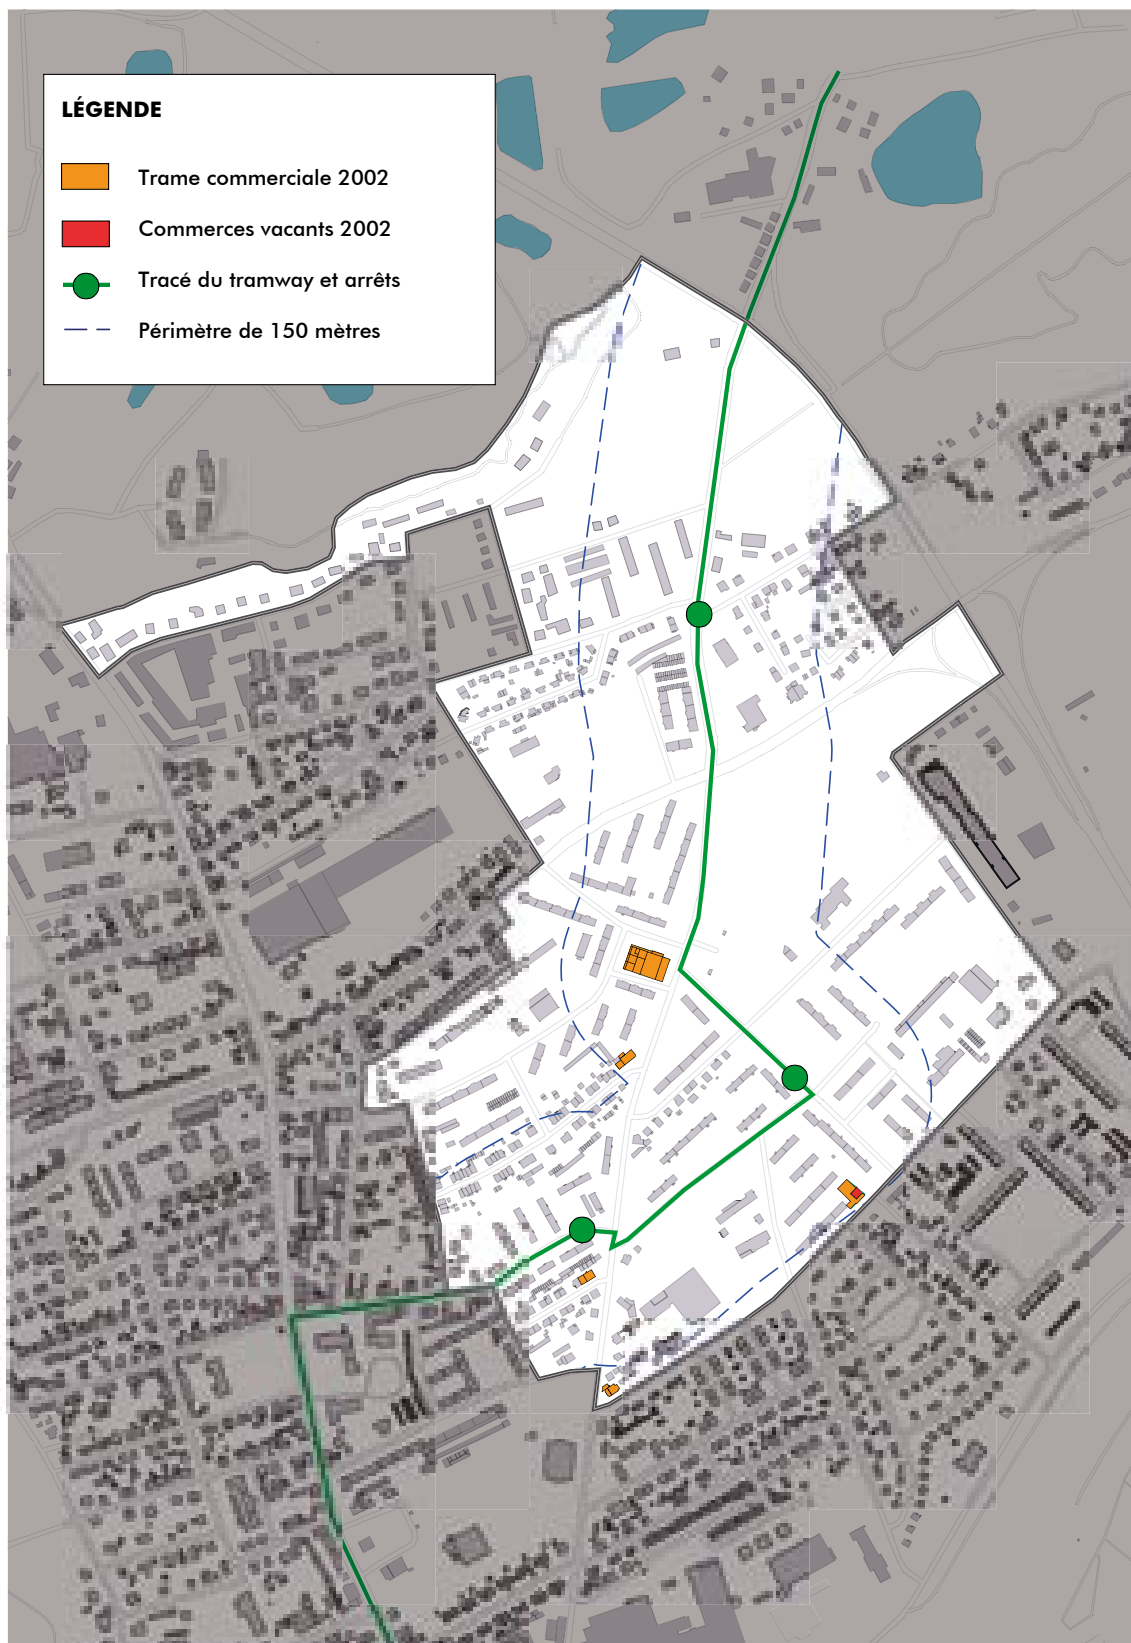 LÉGENDE
Trame commerciale 2002
Commerces vacants 2002
Tracé du tramway et arrêts
Périmètre de 150 mètres